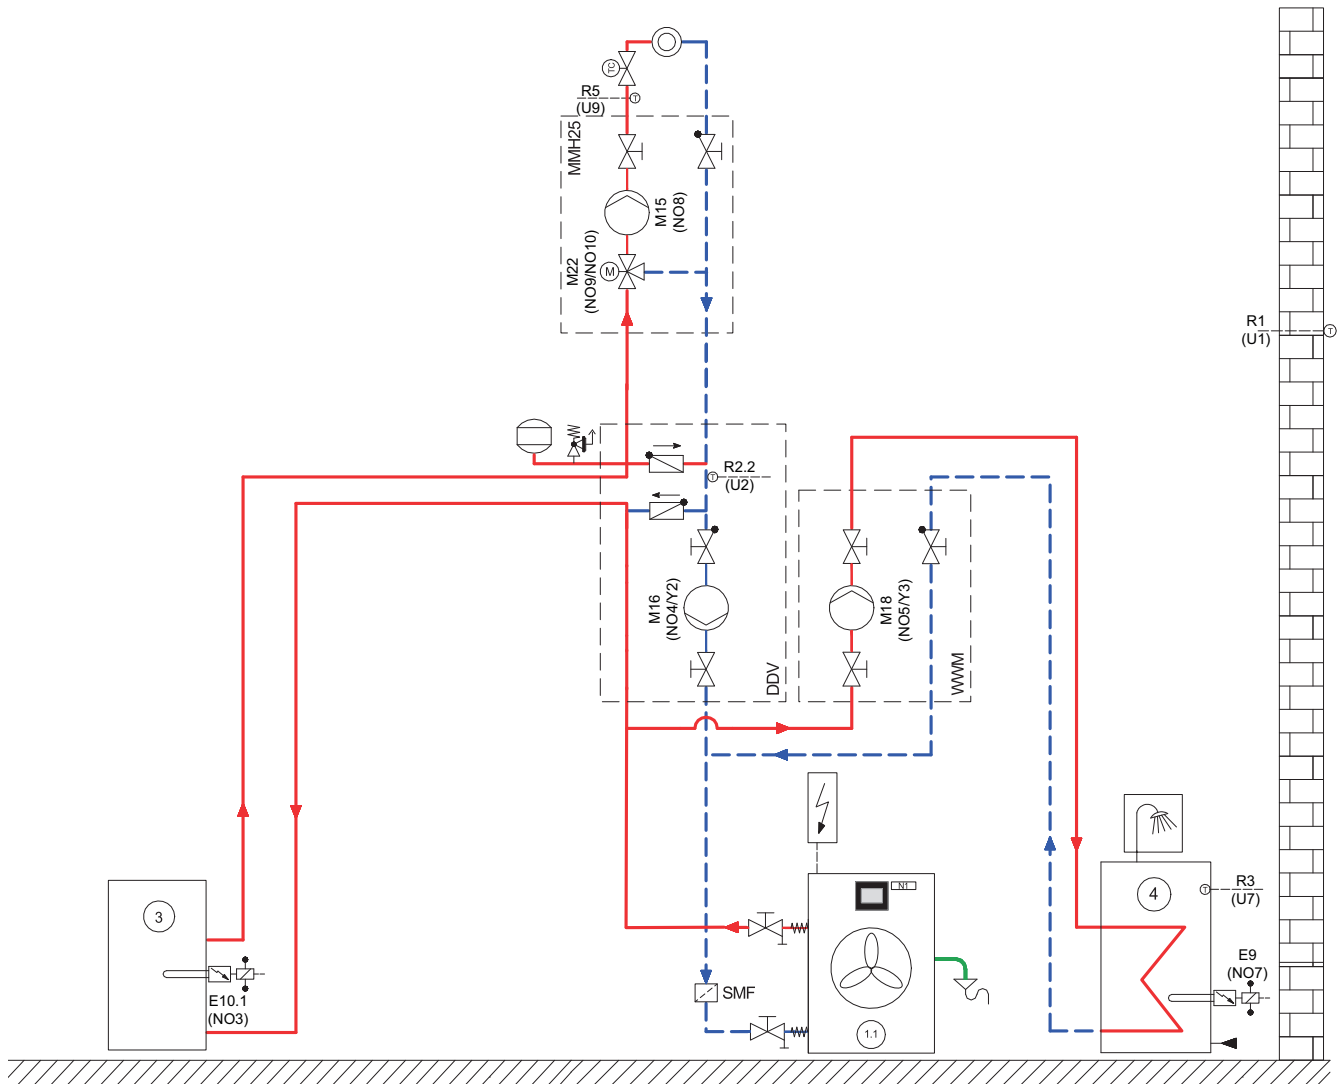 TC
R5
T
(U9)
MMH25
M15
(NO8)
M22
(NO9/NO10)
M
R1
(U1)
T
R2.2
T
(U2)
M16
(NO4/Y2)
M18
(NO5/Y3)
DDV
WWM
N1
3
4
T
R3
(U7)
E10.1
(NO3)
SMF
E9
(NO7)
1.1